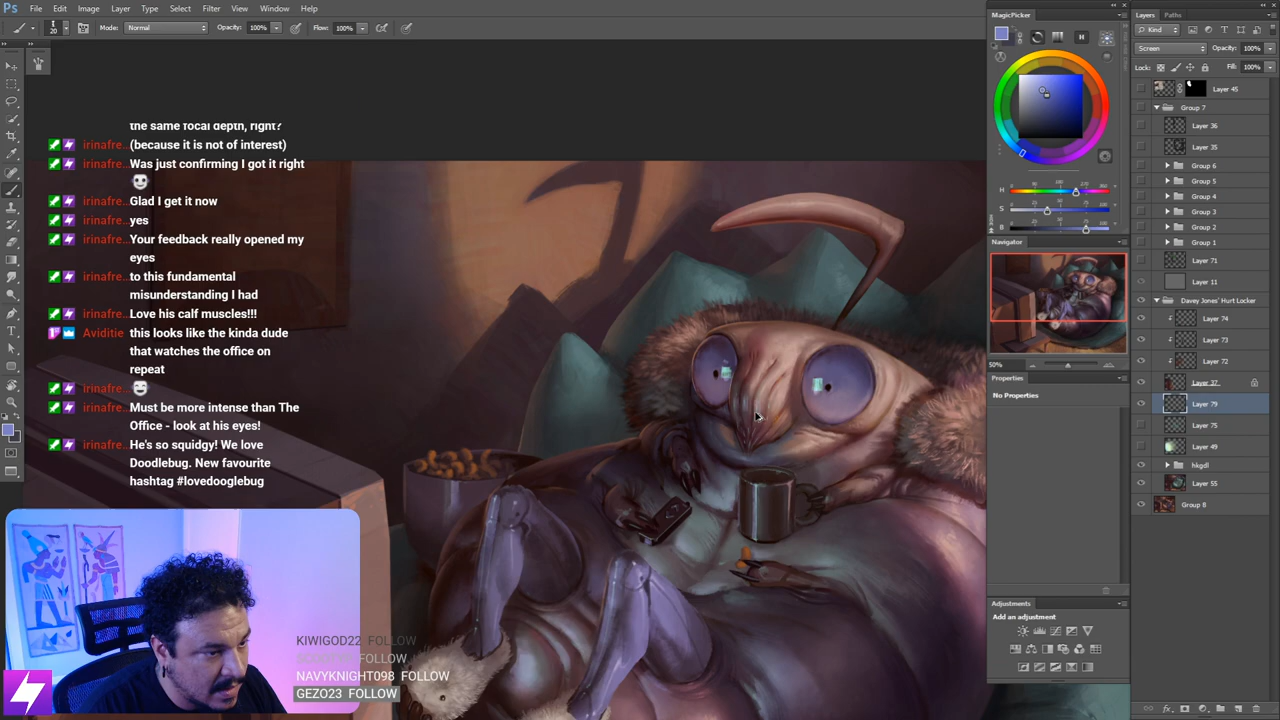 Ps File Edit Image Layer Type Select Filter View Window Help
20 Mode: Normal Opacity: 100% Flow: 100%
the same focal depth, right?
irinafre.. (because it is not of interest)
irinafre.. Was just confirming I got it right
irinafre.. Glad I get it now
irinafre.. yes
irinafre.. Your feedback really opened my
eyes
irinafre.. to this fundamental
misunderstanding I had
irinafre.. Love his calf muscles!!!
Aviditie this looks like the kinda dude
that watches the office on
repeat
irinafre..
irinafre.. Must be more intense than The
Office - look at his eyes!
irinafre.. He's so squidgy! We love
Doodlebug. New favourite
hashtag #lovedooglebug
KIWIGOD22 FOLLOW
FOLLOW
NAVYKNIGHT098 FOLLOW
GEZO23 FOLLOW
MagicPicker
H
H
S
B
Navigator
50%
Properties
No Properties
Adjustments
Add an adjustment
Layers Paths
Kind
Screen Opacity: 100%
Lock: Fill: 100%
Layer 45
Group 7
Layer 36
Layer 35
Group 6
Group 5
Group 4
Group 3
Group 2
Group 1
Layer 71
Layer 11
Davey Jones' Hurt Locker
Layer 74
Layer 73
Layer 72
Layer 37
Layer 79
Layer 75
Layer 49
hkgdl
Layer 55
Group 8
fx